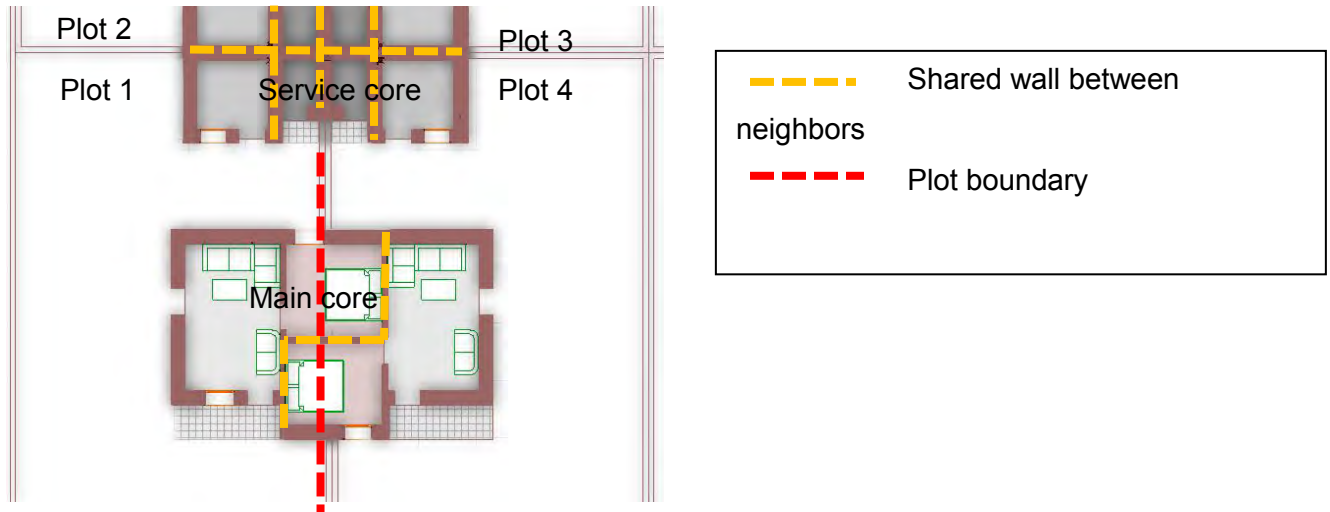 Plot 2
Plot 3
Plot 1
Service core
Plot 4
Main core
Shared wall between
neighbors
Plot boundary